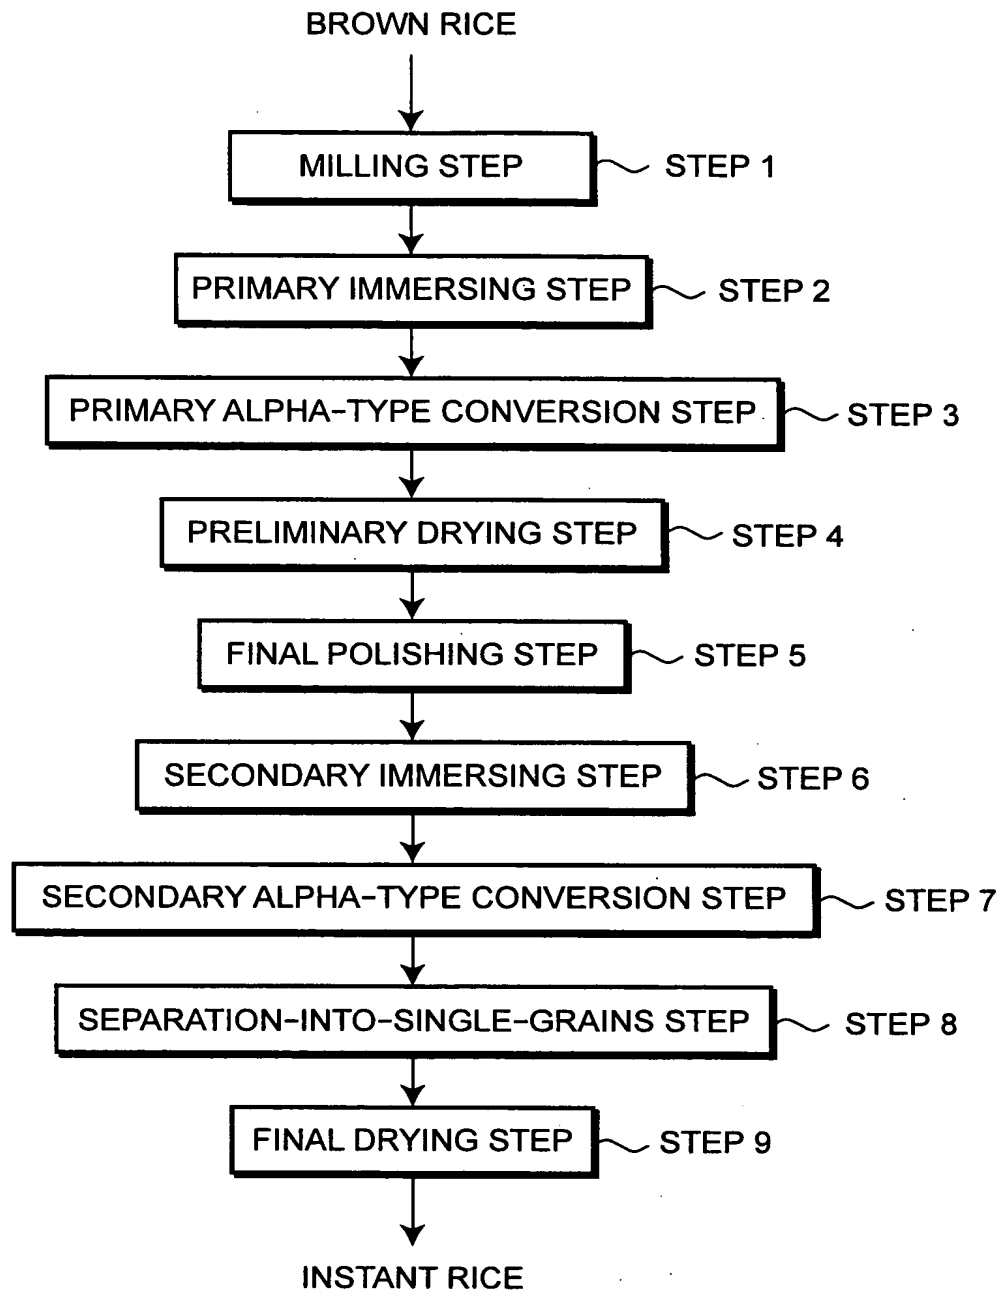 BROWN RICE
MILLING STEP
STEP 1
PRIMARY IMMERSING STEP
STEP 2
PRIMARY ALPHA-TYPE CONVERSION STEP
STEP 3
PRELIMINARY DRYING STEP
STEP 4
FINAL POLISHING STEP
STEP 5
SECONDARY IMMERSING STEP
STEP 6
SECONDARY ALPHA-TYPE CONVERSION STEP
STEP 7
SEPARATION-INTO-SINGLE-GRAINS STEP
STEP 8
FINAL DRYING STEP
STEP 9
INSTANT RICE